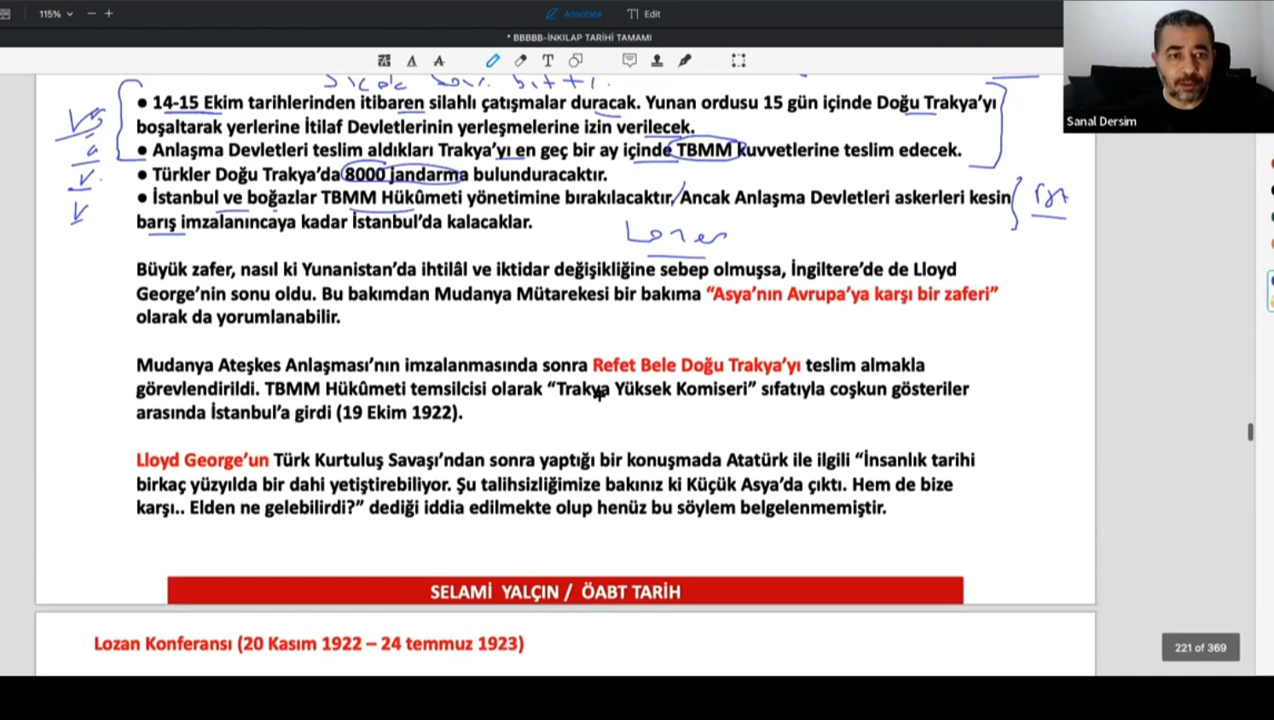 115%
Annotate
Edit
* BBBBB-İNKILAP TARİHİ TAMAMI
bitti.
● 14-15 Ekim tarihlerinden itibaren silahlı çatışmalar duracak. Yunan ordusu 15 gün içinde Doğu Trakya’yı
boşaltarak yerlerine İtilaf Devletlerinin yerleşmelerine izin verilecek.
● Anlaşma Devletleri teslim aldıkları Trakya’yı en geç bir ay içinde TBMM kuvvetlerine teslim edecek.
● Türkler Doğu Trakya’da 8000 jandarma bulunduracaktır.
● İstanbul ve boğazlar TBMM Hükûmeti yönetimine bırakılacaktır, Ancak Anlaşma Devletleri askerleri kesin
barış imzalanıncaya kadar İstanbul’da kalacaklar.
Lozan
Büyük zafer, nasıl ki Yunanistan’da ihtilâl ve iktidar değişikliğine sebep olmuşsa, İngiltere’de de Lloyd
George’nin sonu oldu. Bu bakımdan Mudanya Mütarekesi bir bakıma “Asya’nın Avrupa’ya karşı bir zaferi”
olarak da yorumlanabilir.
Mudanya Ateşkes Anlaşması’nın imzalanmasında sonra Refet Bele Doğu Trakya’yı teslim almakla
görevlendirildi. TBMM Hükûmeti temsilcisi olarak “Trakya Yüksek Komiseri” sıfatıyla coşkun gösteriler
arasında İstanbul’a girdi (19 Ekim 1922).
Lloyd George’un Türk Kurtuluş Savaşı’ndan sonra yaptığı bir konuşmada Atatürk ile ilgili “İnsanlık tarihi
birkaç yüzyılda bir dahi yetiştirebiliyor. Şu talihsizliğimize bakınız ki Küçük Asya’da çıktı. Hem de bize
karşı.. Elden ne gelebilirdi?” dediği iddia edilmekte olup henüz bu söylem belgelenmemiştir.
SELAMİ YALÇIN / ÖABT TARİH
Lozan Konferansı (20 Kasım 1922 – 24 temmuz 1923)
221 of 369
Sanal Dersim